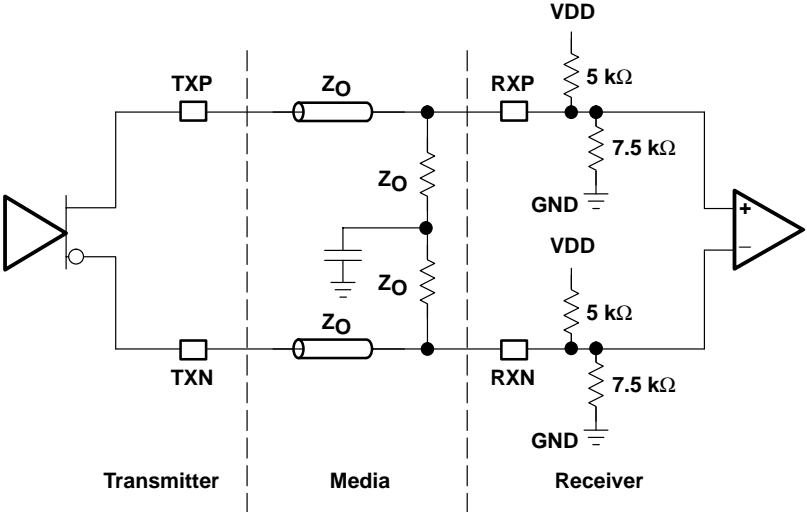 VDD
TXP
ZO
RXP
5 kΩ
7.5 kΩ
ZO
GND
+
−
VDD
ZO
ZO
5 kΩ
TXN
RXN
7.5 kΩ
GND
Transmitter
Media
Receiver